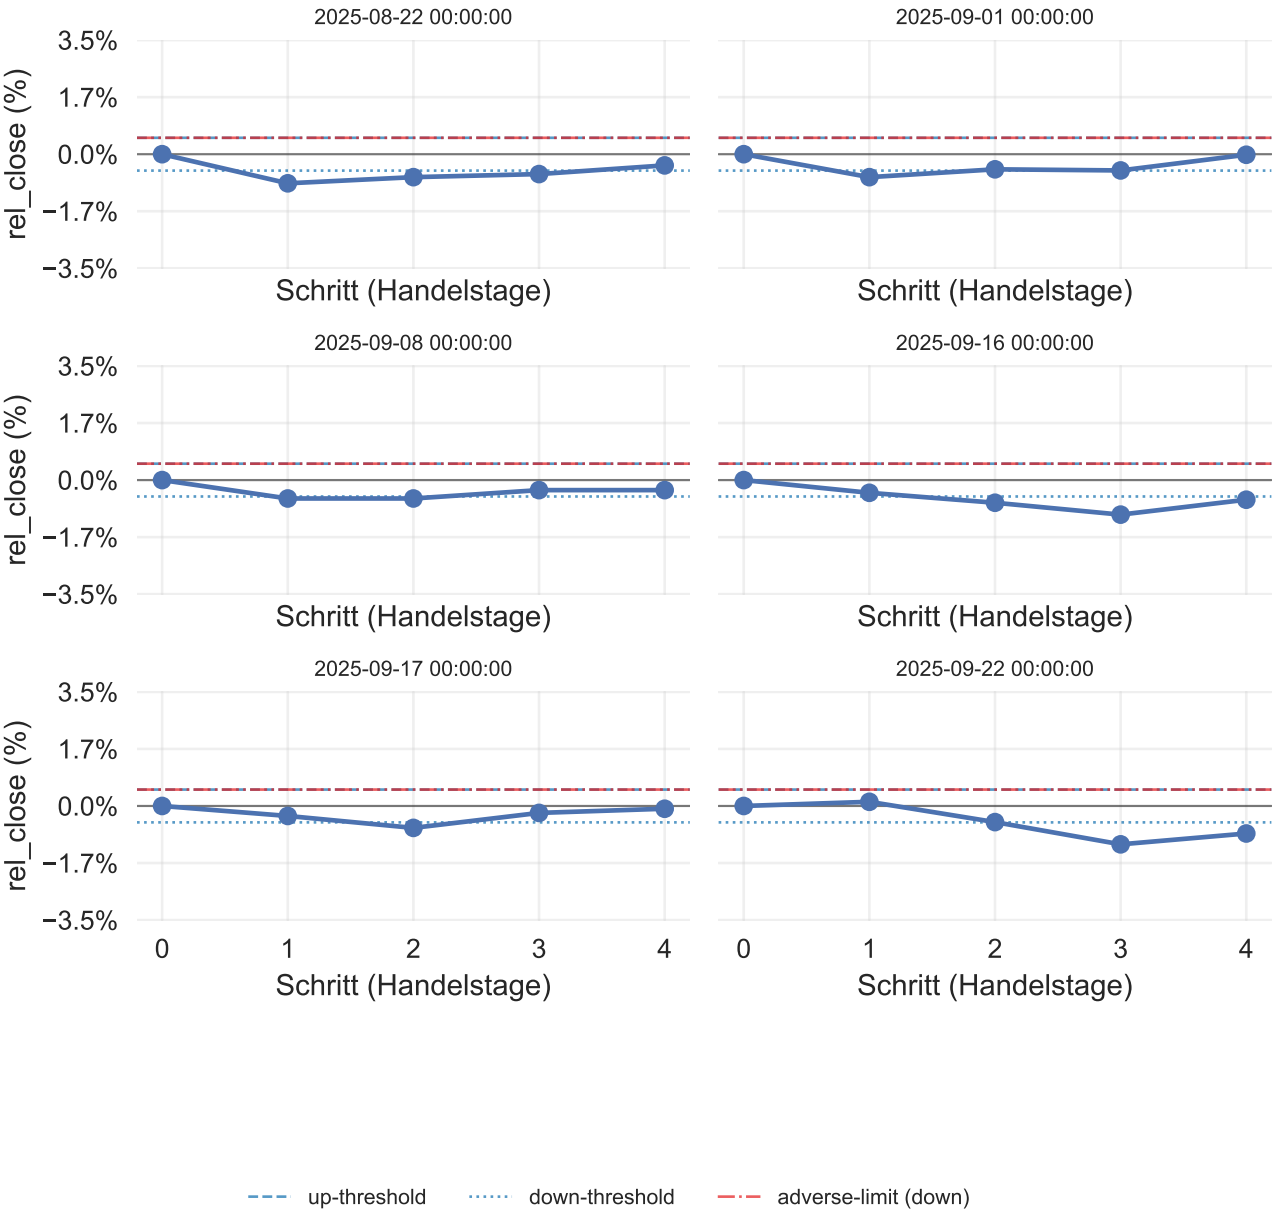 2025-08-22 00:00:00
2025-09-01 00:00:00
3.5%
1.7%
0.0%
−1.7%
−3.5%
rel_close (%)
Schritt (Handelstage)
Schritt (Handelstage)
2025-09-08 00:00:00
2025-09-16 00:00:00
3.5%
1.7%
0.0%
−1.7%
−3.5%
rel_close (%)
Schritt (Handelstage)
Schritt (Handelstage)
2025-09-17 00:00:00
2025-09-22 00:00:00
3.5%
1.7%
0.0%
−1.7%
−3.5%
rel_close (%)
0 1 2 3 4
0 1 2 3 4
Schritt (Handelstage)
Schritt (Handelstage)
up-threshold
down-threshold
adverse-limit (down)